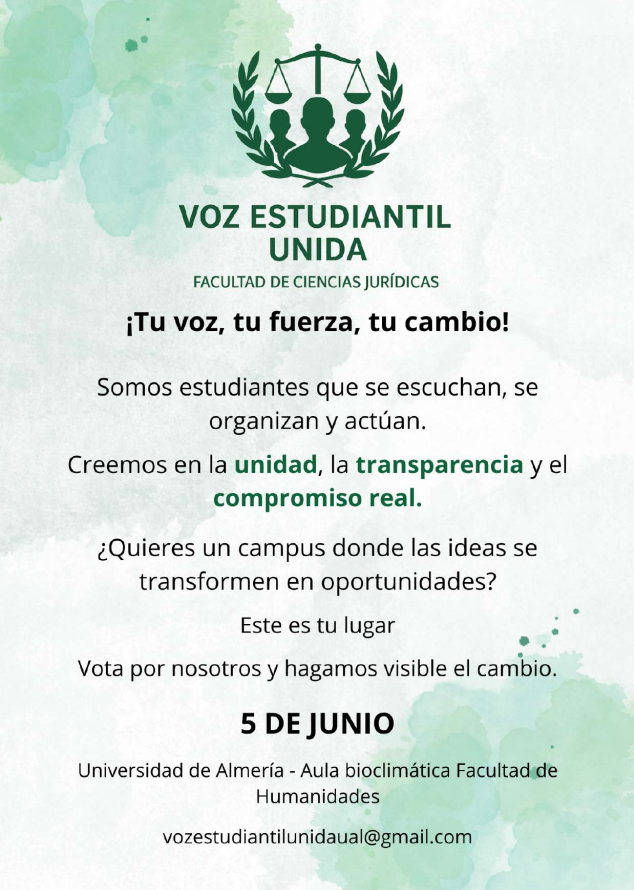 VOZ ESTUDIANTIL
UNIDA
FACULTAD DE CIENCIAS JURÍDICAS
¡Tu voz, tu fuerza, tu cambio!
Somos estudiantes que se escuchan, se
organizan y actúan.
Creemos en la unidad, la transparencia y el
compromiso real.
¿Quieres un campus donde las ideas se
transformen en oportunidades?
Este es tu lugar
Vota por nosotros y hagamos visible el cambio.
5 DE JUNIO
Universidad de Almería - Aula bioclimática Facultad de
Humanidades
vozestudiantilunidaual@gmail.com